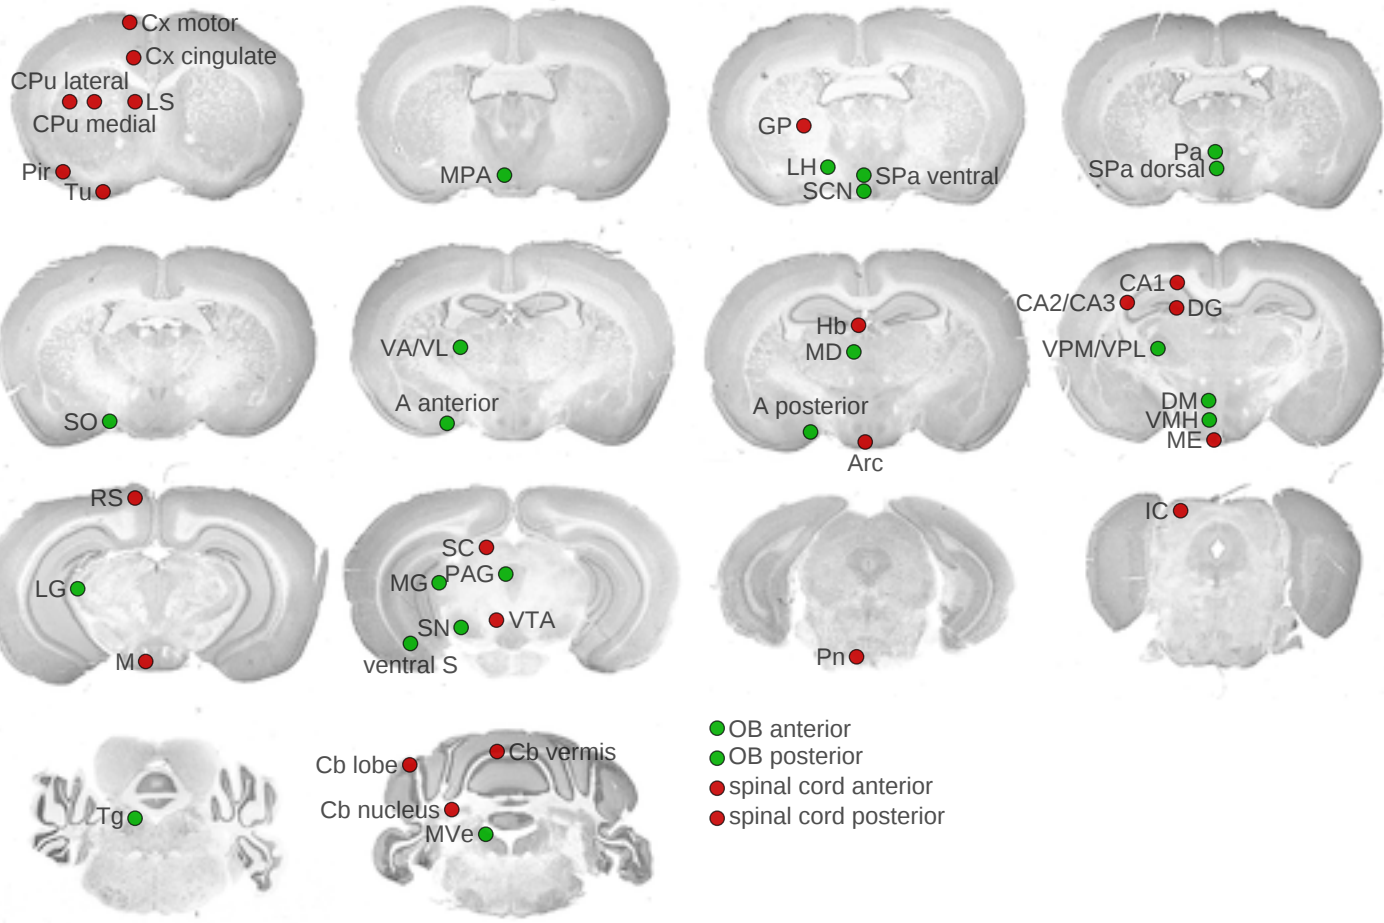 Cx motor
Cx cingulate
CPu lateral
LS
CPu medial
Pir
Tu
MPA
GP
LH
SPa ventral
SCN
Pa
SPa dorsal
SO
VA/VL
A anterior
Hb
MD
A posterior
Arc
CA1
CA2/CA3
DG
VPM/VPL
DM
VMH
ME
RS
LG
M
SC
PAG
MG
VTA
SN
ventral S
Pn
IC
Tg
Cb vermis
Cb lobe
Cb nucleus
MVe
OB anterior
OB posterior
spinal cord anterior
spinal cord posterior